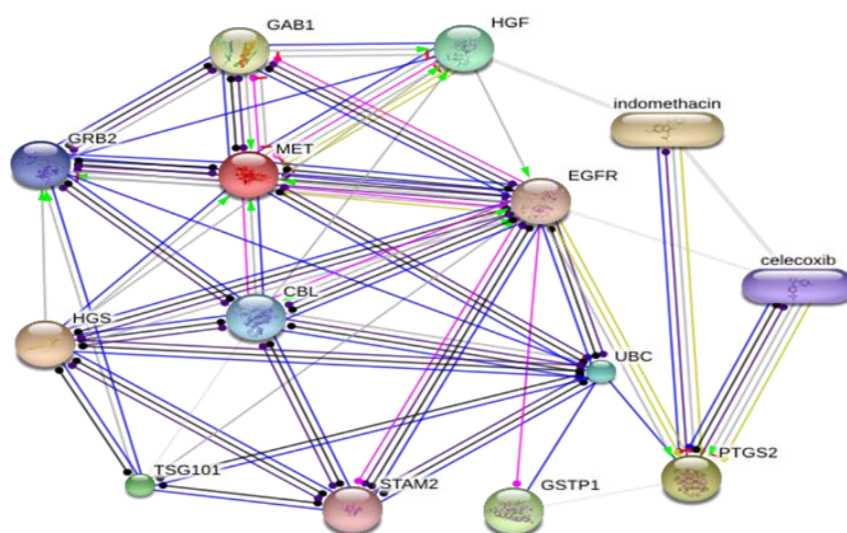 GAB1
HGF
indomethacin
GRB2
MET
EGFR
celecoxib
CBL
HGS
UBC
PTGS2
TSG101
STAM2
GSTP1